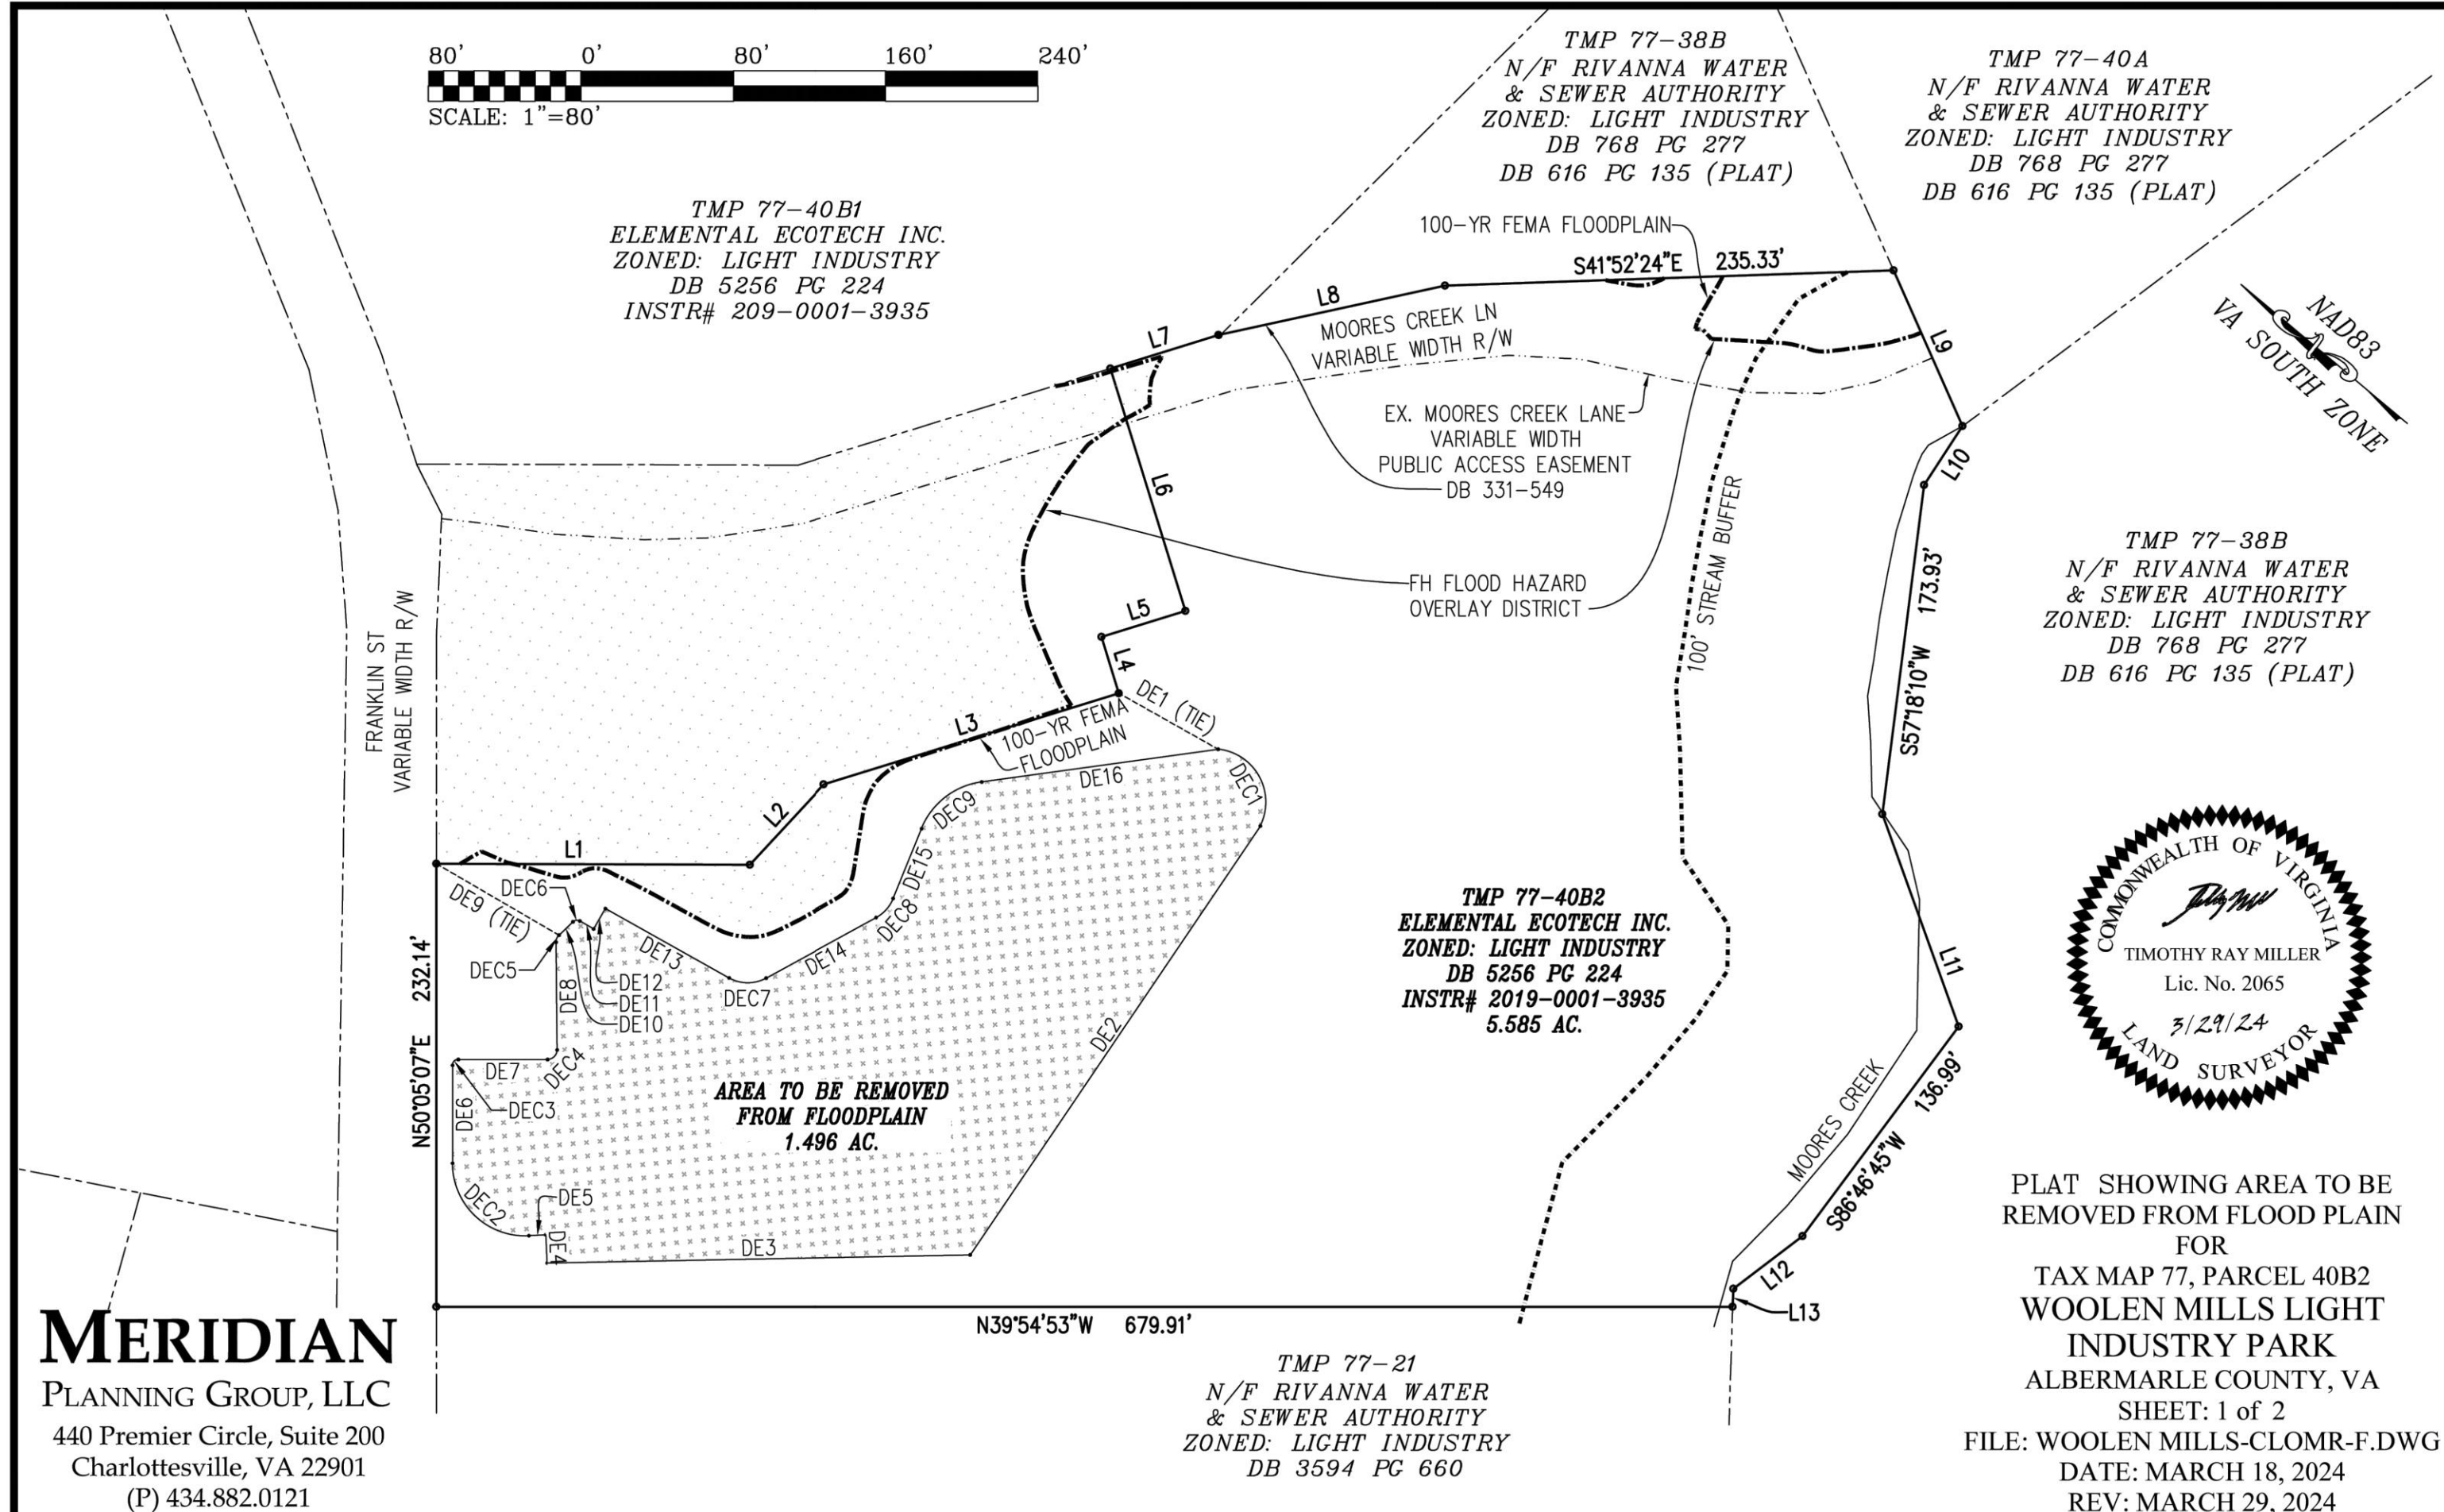 80' 0' 80' 160' 240'
SCALE: 1"=80'
TMP 77-40B1
ELEMENTAL ECOTECH INC.
ZONED: LIGHT INDUSTRY
DB 5256 PG 224
INSTR# 209-0001-3935
TMP 77-38B
N/F RIVANNA WATER
& SEWER AUTHORITY
ZONED: LIGHT INDUSTRY
DB 768 PG 277
DB 616 PG 135 (PLAT)
TMP 77-40A
N/F RIVANNA WATER
& SEWER AUTHORITY
ZONED: LIGHT INDUSTRY
DB 768 PG 277
DB 616 PG 135 (PLAT)
100-YR FEMA FLOODPLAIN
S41°52'24"E 235.33'
L7
L8
MOORES CREEK LN
VARIABLE WIDTH R/W
L9
NAD83
VA SOUTH ZONE
EX. MOORES CREEK LANE
VARIABLE WIDTH
PUBLIC ACCESS EASEMENT
DB 331-549
L6
L10
100' STREAM BUFFER
FH FLOOD HAZARD
OVERLAY DISTRICT
L5
L4
S57°18'10"W 173.93'
TMP 77-38B
N/F RIVANNA WATER
& SEWER AUTHORITY
ZONED: LIGHT INDUSTRY
DB 768 PG 277
DB 616 PG 135 (PLAT)
FRANKLIN ST
VARIABLE WIDTH R/W
DE1 (TIE)
L3
100-YR FEMA
FLOODPLAIN
DE16
DEC1
DEC9
L2
L1
DE15
DEC8
DEC6
DE9 (TIE)
DEC5
DE8
DE13
DE12
DE11
DE10
DEC7
DE14
DE2
N50°05'07"E 232.14'
DE7
DEC4
DE6
DEC3
AREA TO BE REMOVED
FROM FLOODPLAIN
1.496 AC.
DEC2
DE5
DE4
DE3
TMP 77-40B2
ELEMENTAL ECOTECH INC.
ZONED: LIGHT INDUSTRY
DB 5256 PG 224
INSTR# 2019-0001-3935
5.585 AC.
L11
MOORES CREEK
S86°46'45"W 136.99'
L12
L13
N39°54'53"W 679.91'
TMP 77-21
N/F RIVANNA WATER
& SEWER AUTHORITY
ZONED: LIGHT INDUSTRY
DB 3594 PG 660
COMMONWEALTH OF VIRGINIA
TIMOTHY RAY MILLER
Lic. No. 2065
3/29/24
LAND SURVEYOR
PLAT SHOWING AREA TO BE
REMOVED FROM FLOOD PLAIN
FOR
TAX MAP 77, PARCEL 40B2
WOOLEN MILLS LIGHT
INDUSTRY PARK
ALBERMARLE COUNTY, VA
SHEET: 1 of 2
FILE: WOOLEN MILLS-CLOMR-F.DWG
DATE: MARCH 18, 2024
REV: MARCH 29, 2024
MERIDIAN
PLANNING GROUP, LLC
440 Premier Circle, Suite 200
Charlottesville, VA 22901
(P) 434.882.0121